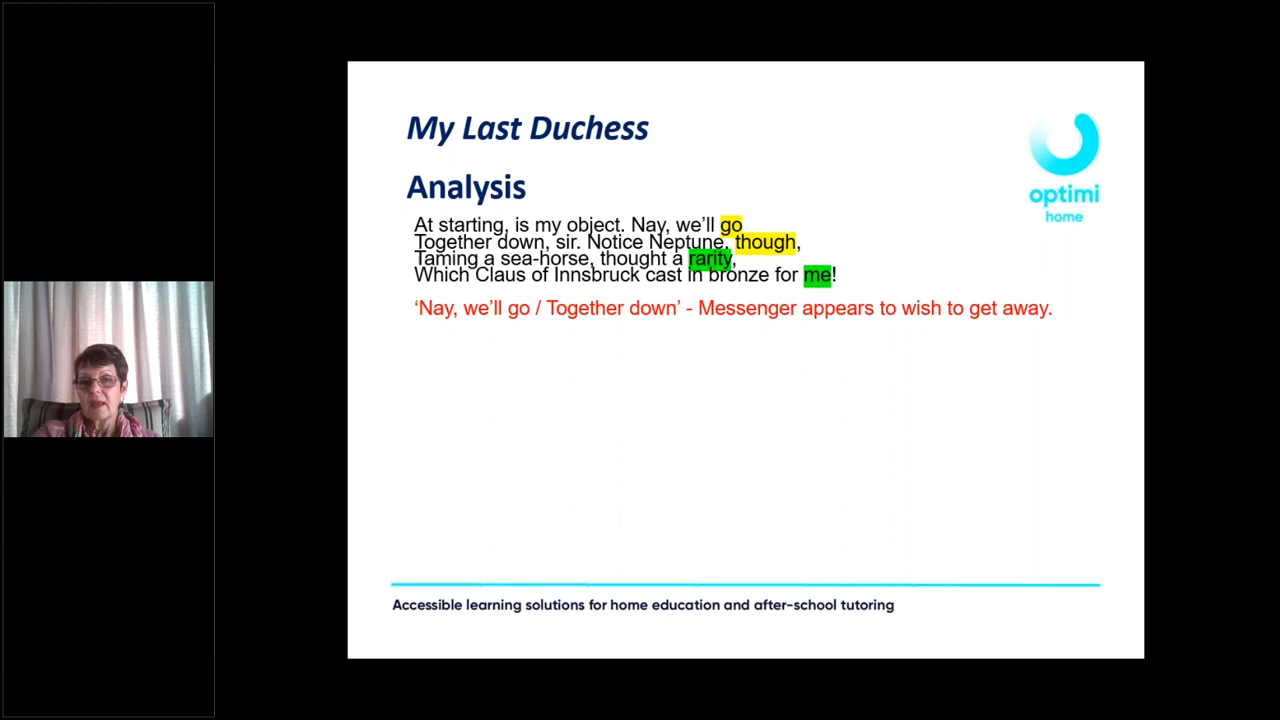 My Last Duchess
Analysis
At starting, is my object. Nay, we’ll go
Together down, sir. Notice Neptune, though,
Taming a sea-horse, thought a rarity,
Which Claus of Innsbruck cast in bronze for me!
‘Nay, we’ll go / Together down’ - Messenger appears to wish to get away.
optimi
home
Accessible learning solutions for home education and after-school tutoring